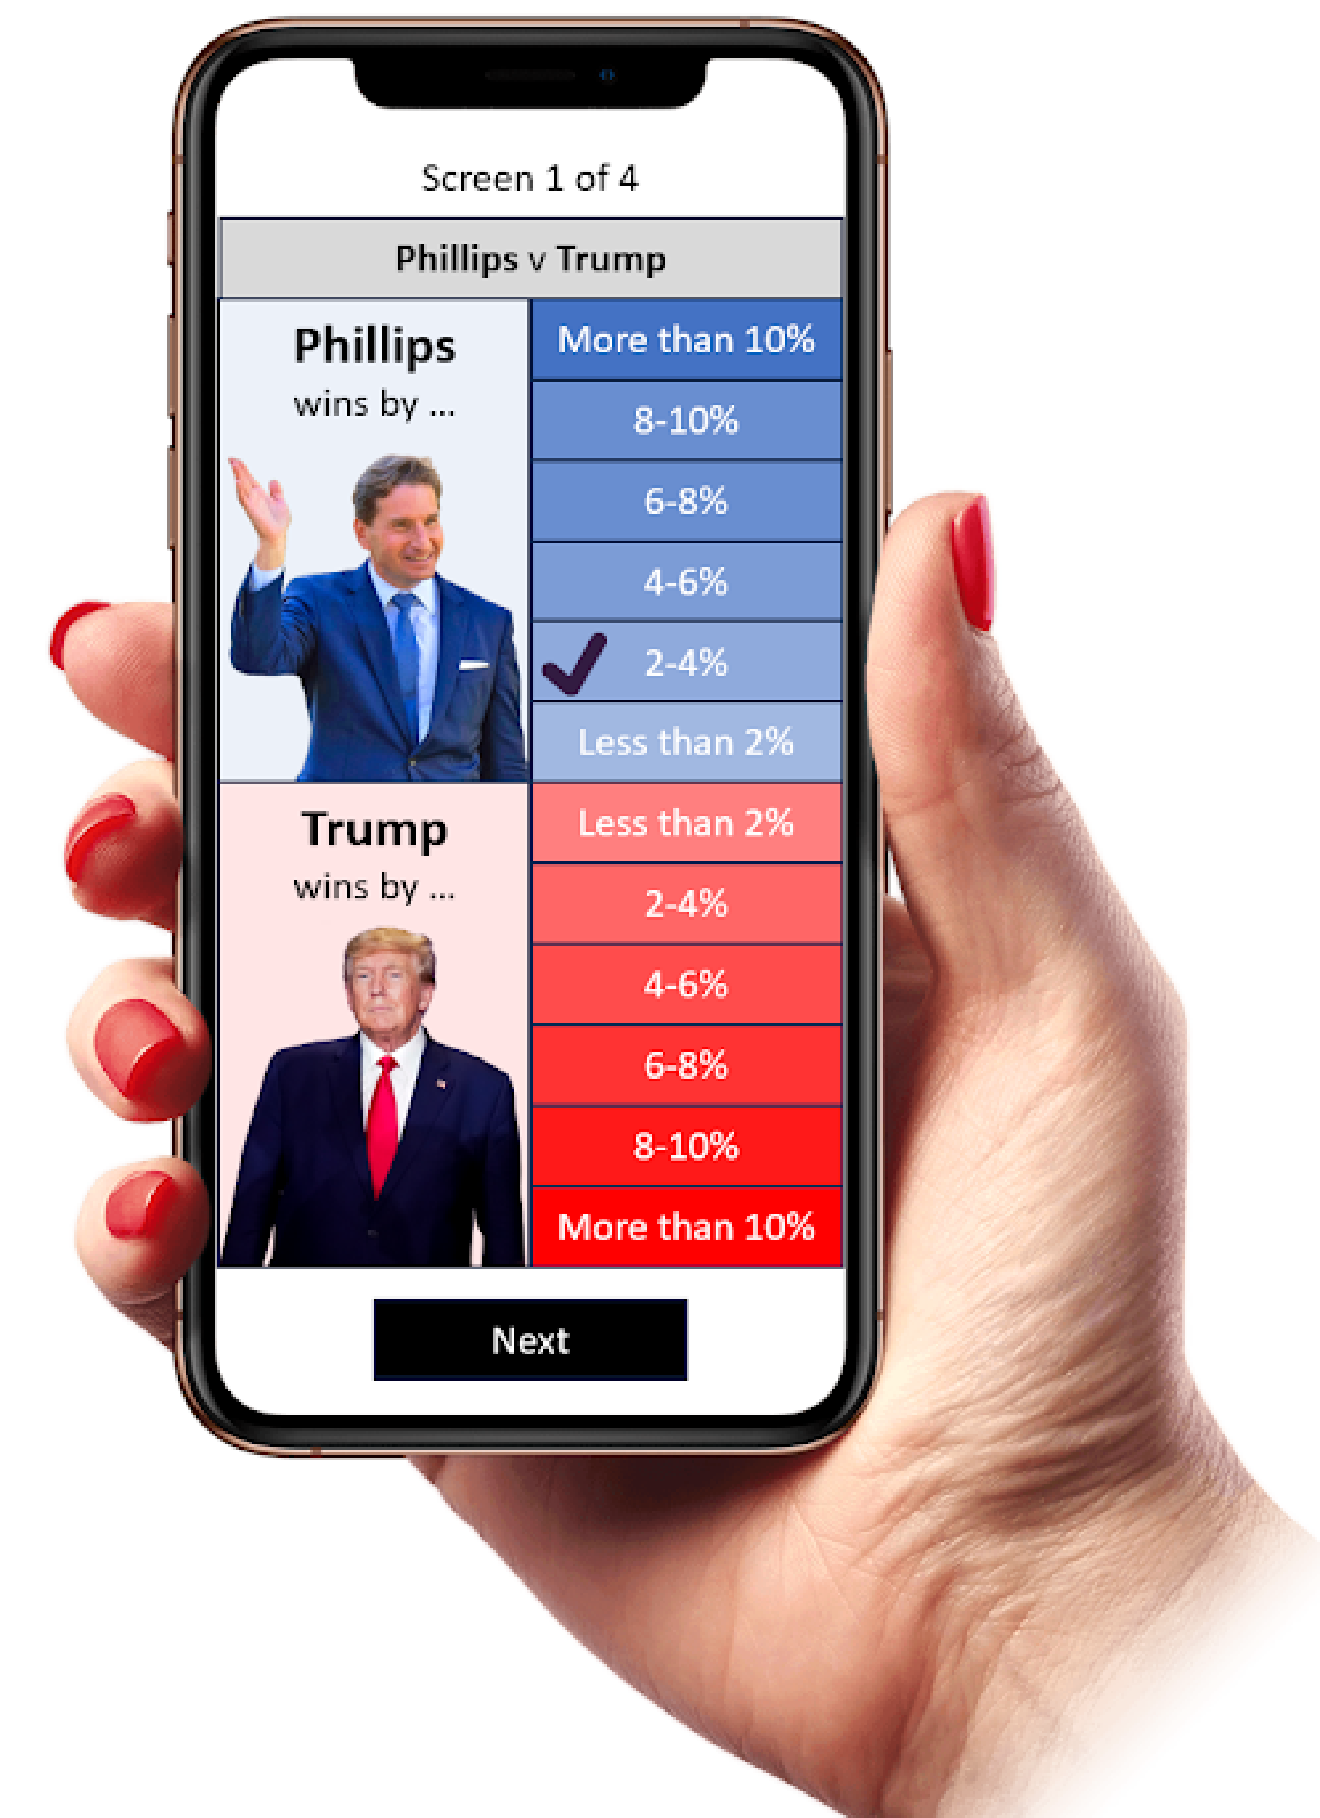 Screen 1 of 4
Phillips v Trump
Phillips
wins by ...
More than 10%
8-10%
6-8%
4-6%
2-4%
Less than 2%
Trump
wins by ...
Less than 2%
2-4%
4-6%
6-8%
8-10%
More than 10%
Next